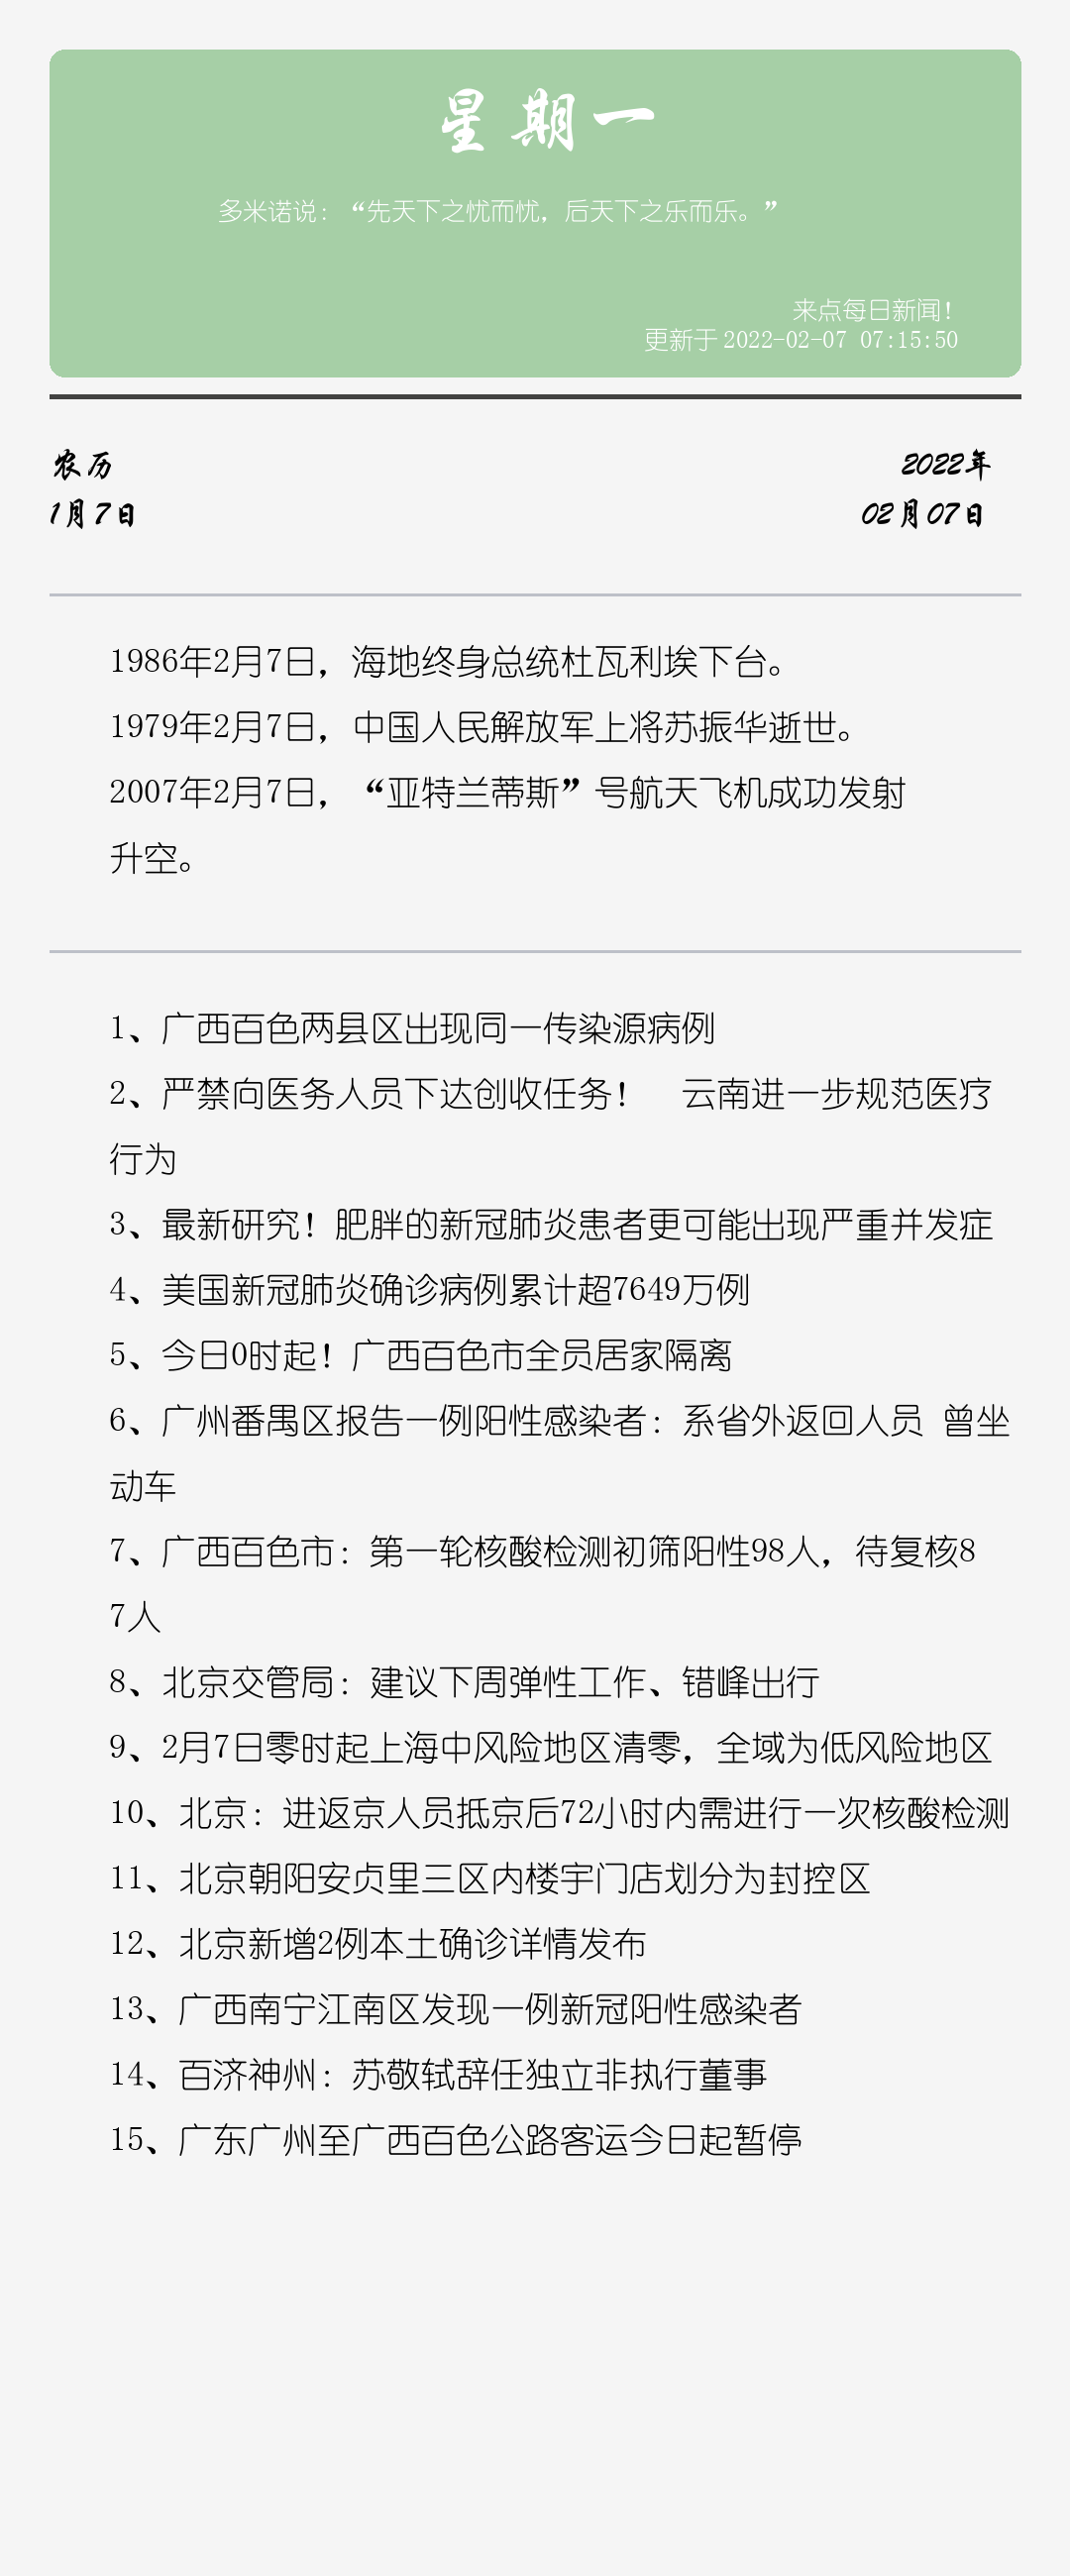 星期一
多米诺说：“先天下之忧而忧，后天下之乐而乐。”
来点每日新闻！
更新于 2022-02-07 07:15:50
农历
2022年
1月7日
02月07日
1986年2月7日，海地终身总统杜瓦利埃下台。
1979年2月7日，中国人民解放军上将苏振华逝世。
2007年2月7日，“亚特兰蒂斯”号航天飞机成功发射
升空。
1、广西百色两县区出现同一传染源病例
2、严禁向医务人员下达创收任务！　云南进一步规范医疗
行为
3、最新研究！肥胖的新冠肺炎患者更可能出现严重并发症
4、美国新冠肺炎确诊病例累计超7649万例
5、今日0时起！广西百色市全员居家隔离
6、广州番禺区报告一例阳性感染者：系省外返回人员 曾坐
动车
7、广西百色市：第一轮核酸检测初筛阳性98人，待复核8
7人
8、北京交管局：建议下周弹性工作、错峰出行
9、2月7日零时起上海中风险地区清零，全域为低风险地区
10、北京：进返京人员抵京后72小时内需进行一次核酸检测
11、北京朝阳安贞里三区内楼宇门店划分为封控区
12、北京新增2例本土确诊详情发布
13、广西南宁江南区发现一例新冠阳性感染者
14、百济神州：苏敬轼辞任独立非执行董事
15、广东广州至广西百色公路客运今日起暂停